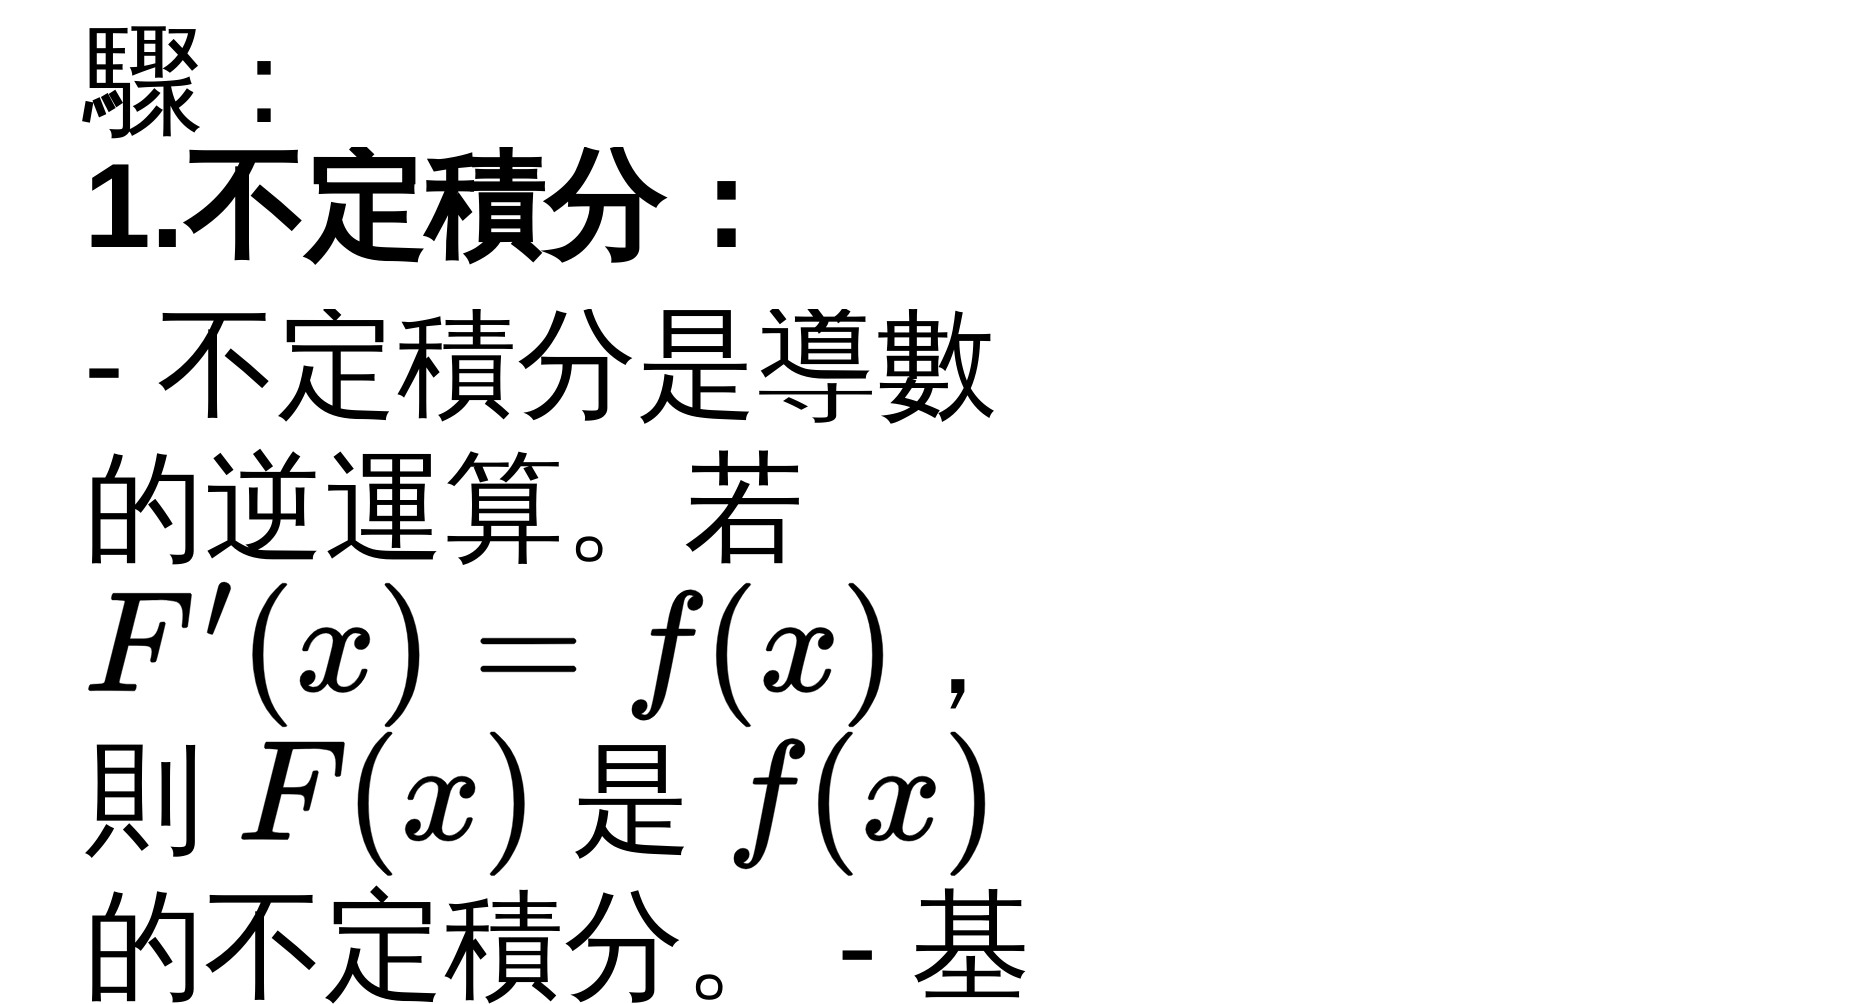 驟：
1.不定積分：
- 不定積分是導數
的逆運算。若
F′(x) = f(x)，
則 F(x) 是 f(x)
的不定積分。 - 基